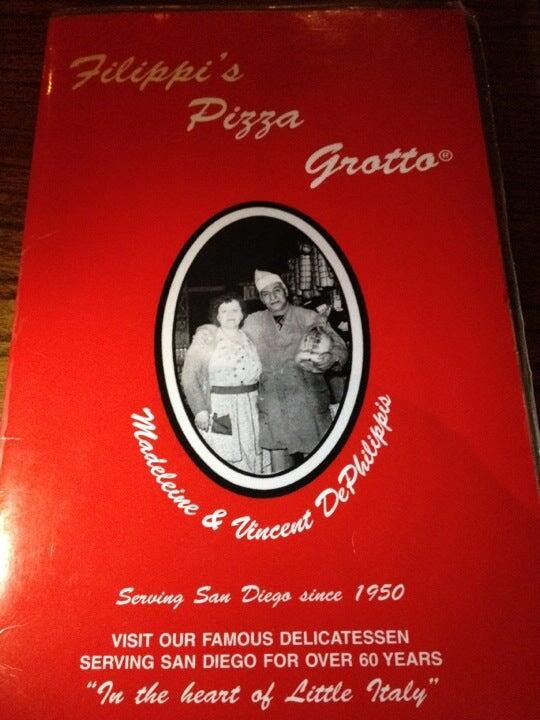 Filippi's
Pizza
Grotto®
Madeleine & Vincent DePhilippis
Serving San Diego since 1950
VISIT OUR FAMOUS DELICATESSEN
SERVING SAN DIEGO FOR OVER 60 YEARS
"In the heart of Little Italy"